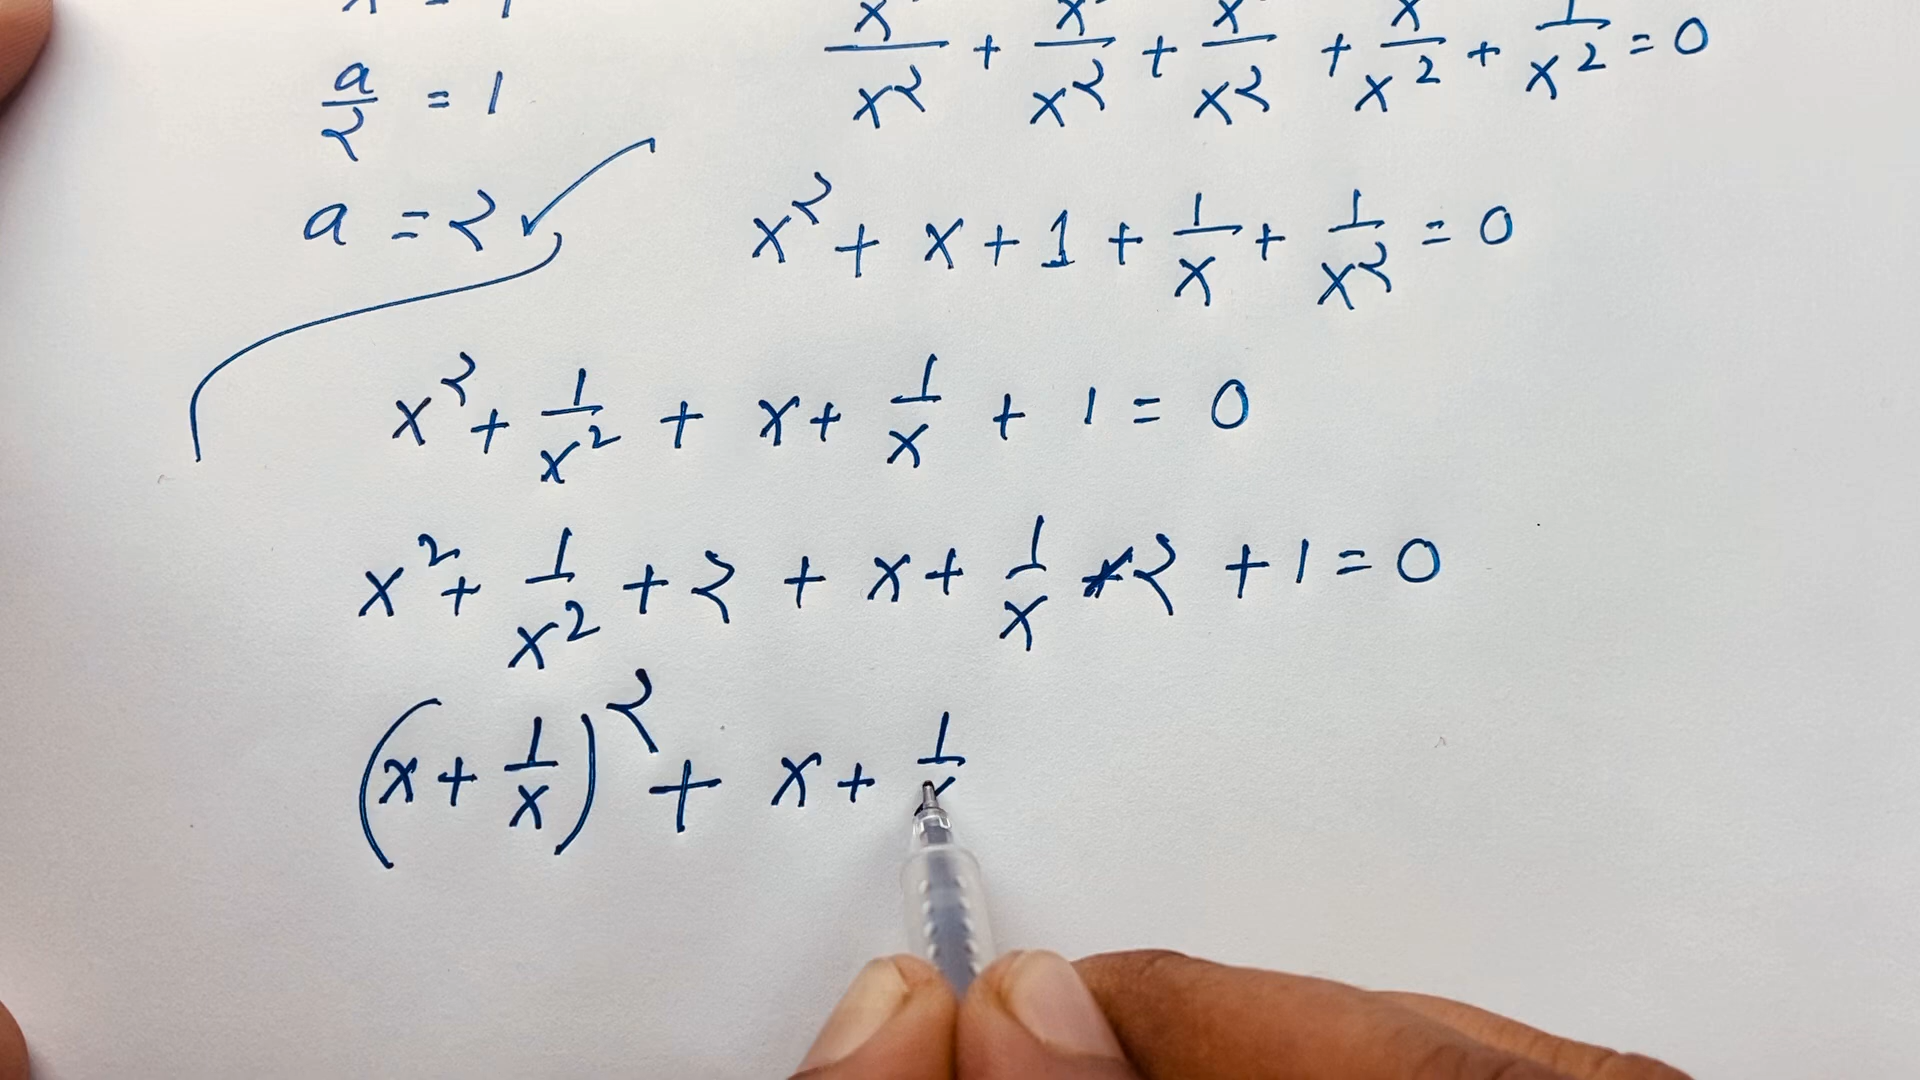 x = 1
a/2 = 1
a = 2 ✓
x/x² + x/x² + x/x² + x/x² + 1/x² = 0
x² + x + 1 + 1/x + 1/x² = 0
x² + 1/x² + x + 1/x + 1 = 0
x² + 1/x² + 2 + x + 1/x - 2 + 1 = 0
(x + 1/x)² + x + 1/x